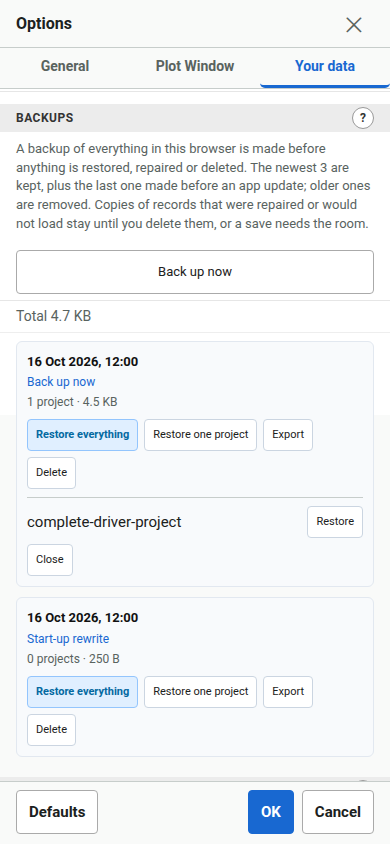 Options
General
Plot Window
Your data
BACKUPS
?
A backup of everything in this browser is made before
anything is restored, repaired or deleted. The newest 3 are
kept, plus the last one made before an app update; older ones
are removed. Copies of records that were repaired or would
not load stay until you delete them, or a save needs the room.
Back up now
Total 4.7 KB
16 Oct 2026, 12:00
Back up now
1 project · 4.5 KB
Restore everything
Restore one project
Export
Delete
complete-driver-project
Restore
Close
16 Oct 2026, 12:00
Start-up rewrite
0 projects · 250 B
Restore everything
Restore one project
Export
Delete
Defaults
OK
Cancel